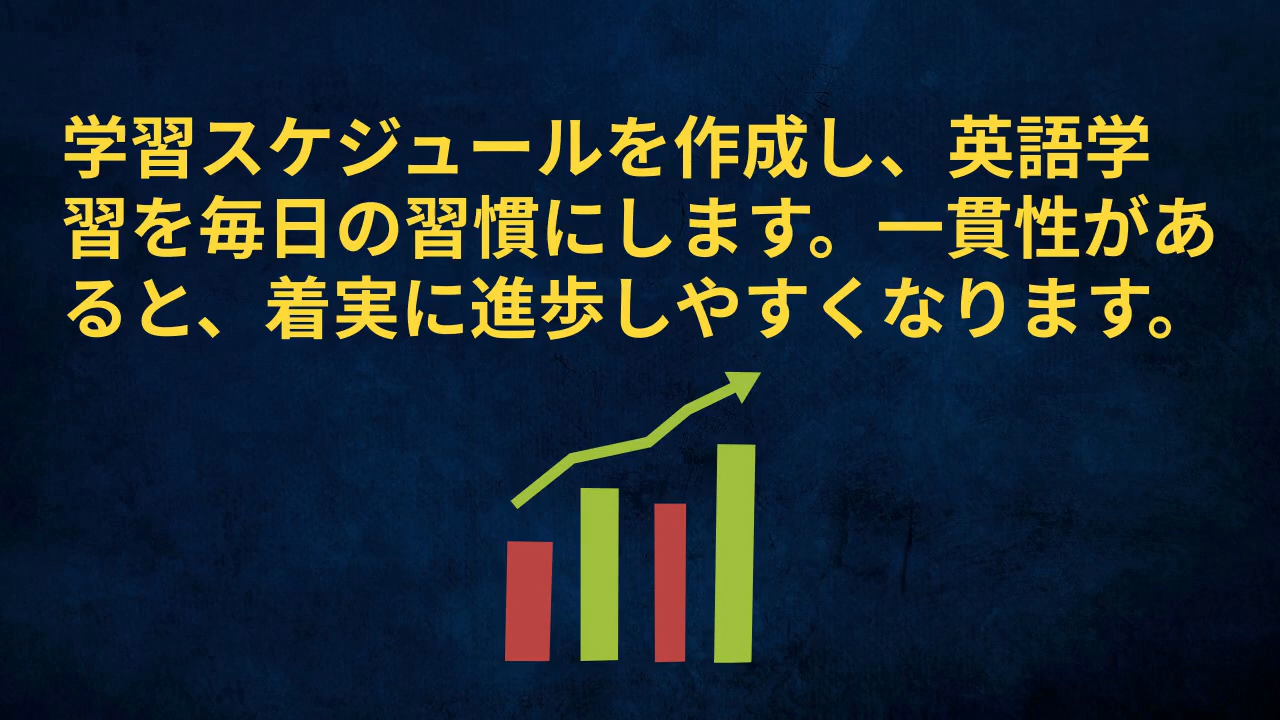 学習スケジュールを作成し、英語学
習を毎日の習慣にします。一貫性があ
ると、着実に進歩しやすくなります。